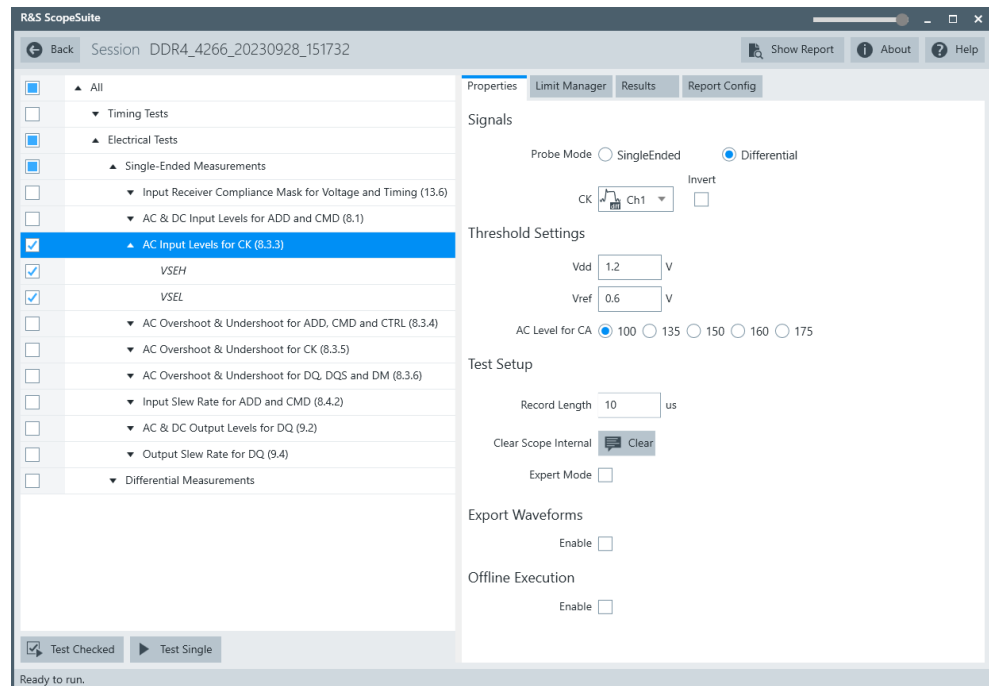 R&S ScopeSuite
Back Session DDR4_4266_20230928_151732 Show Report About Help
All
Timing Tests
Electrical Tests
Single-Ended Measurements
Input Receiver Compliance Mask for Voltage and Timing (13.6)
AC & DC Input Levels for ADD and CMD (8.1)
AC Input Levels for CK (8.3.3)
VSEH
VSEL
AC Overshoot & Undershoot for ADD, CMD and CTRL (8.3.4)
AC Overshoot & Undershoot for CK (8.3.5)
AC Overshoot & Undershoot for DQ, DQS and DM (8.3.6)
Input Slew Rate for ADD and CMD (8.4.2)
AC & DC Output Levels for DQ (9.2)
Output Slew Rate for DQ (9.4)
Differential Measurements
Test Checked Test Single
Properties Limit Manager Results Report Config
Signals
Probe Mode SingleEnded Differential
Invert
CK Ch1
Threshold Settings
Vdd 1.2 V
Vref 0.6 V
AC Level for CA 100 135 150 160 175
Test Setup
Record Length 10 us
Clear Scope Internal Clear
Expert Mode
Export Waveforms
Enable
Offline Execution
Enable
Ready to run.